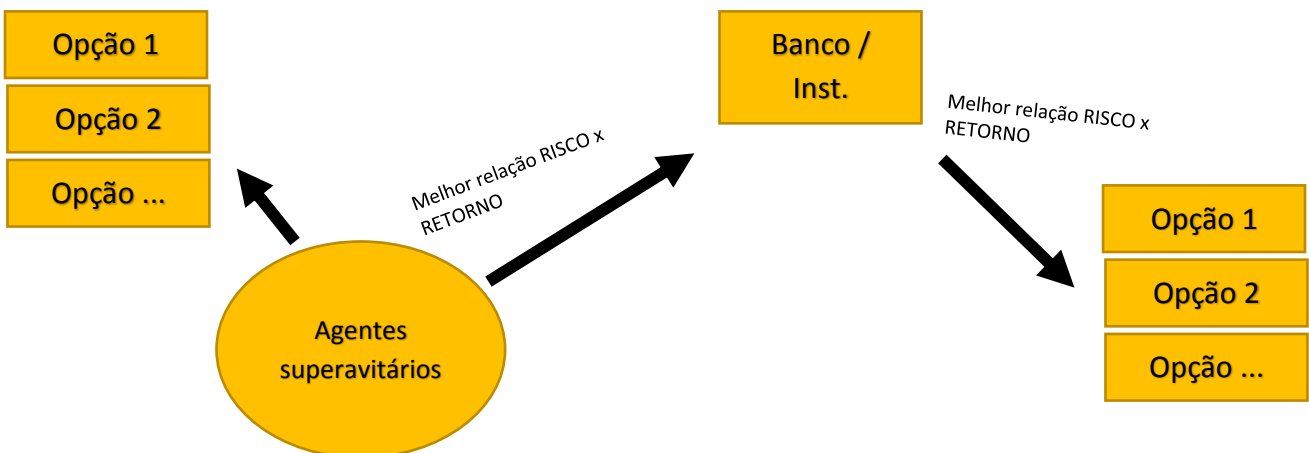 Opção 1
Opção 2
Opção ...
Agentes
superavitários
Melhor relação RISCO x
RETORNO
Banco /
Inst.
Melhor relação RISCO x
RETORNO
Opção 1
Opção 2
Opção ...